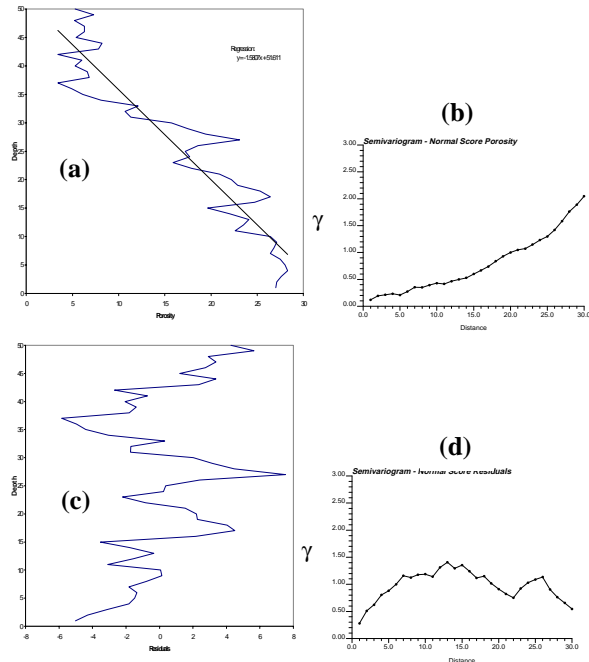 50
45
40
35
30
25
20
15
10
5
0
Depth
(a)
Regression:
y = -1.5807x + 51.611
0 5 10 15 20 25 30
Porosity
(b)
Semivariogram - Normal Score Porosity
3.00
2.50
2.00
1.50
1.00
0.50
0.00
γ
0.0 5.0 10.0 15.0 20.0 25.0 30.0
Distance
50
45
40
35
30
25
20
15
10
5
0
Depth
(c)
-8 -6 -4 -2 0 2 4 6 8
Residuals
(d)
Semivariogram - Normal Score Residuals
3.00
2.50
2.00
1.50
1.00
0.50
0.00
γ
0.0 5.0 10.0 15.0 20.0 25.0 30.0
Distance